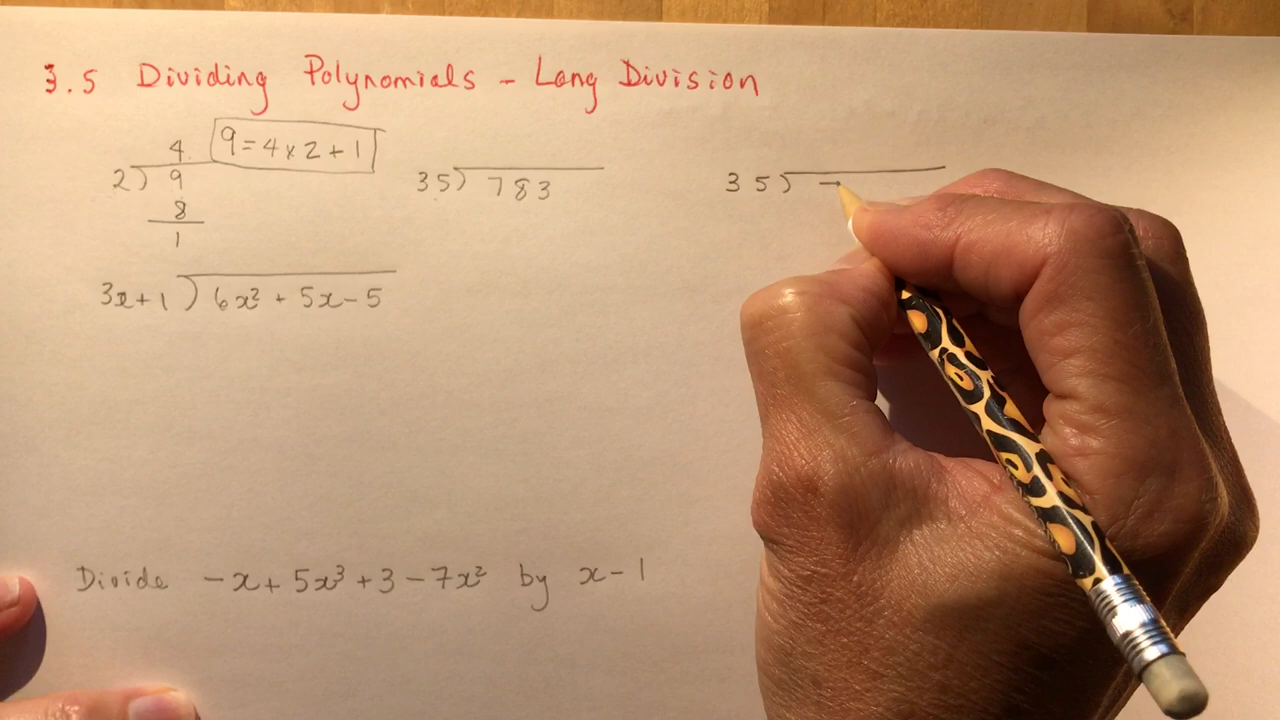 3.5 Dividing Polynomials - Long Division
4
9 = 4 x 2 + 1
2) 9
8
1
35) 783
35)
3x+1 ) 6x² + 5x - 5
Divide -x + 5x³ + 3 - 7x² by x - 1